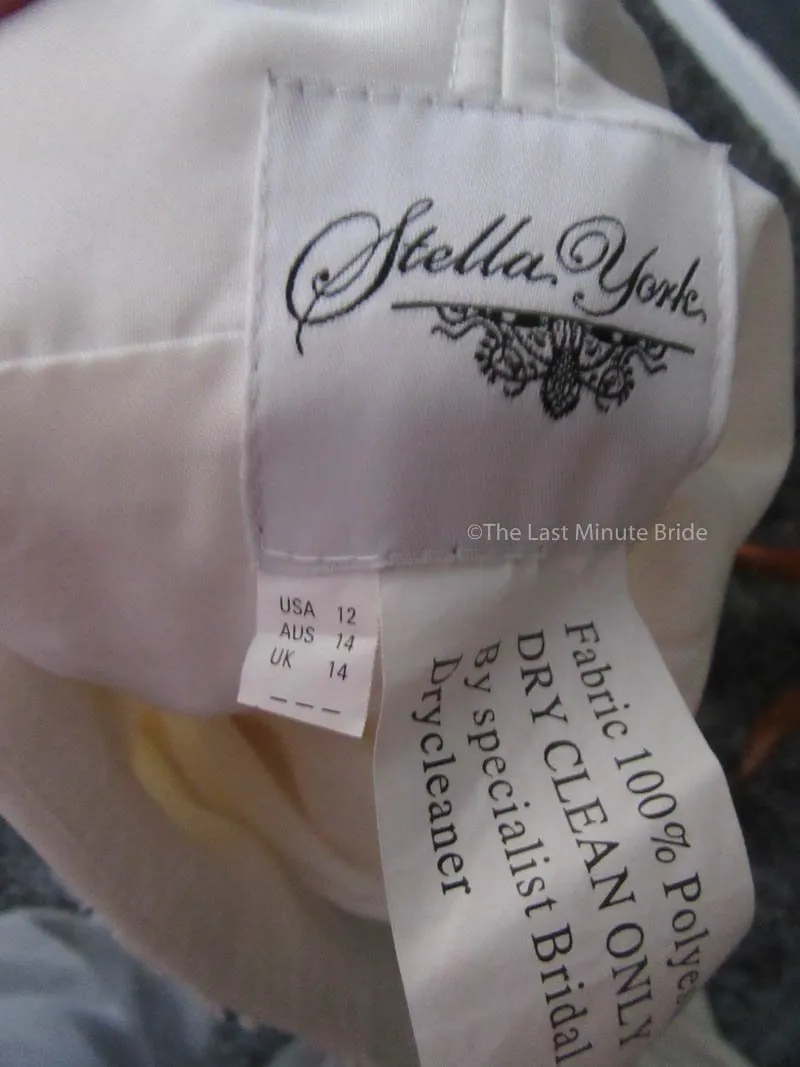 Stella York
©The Last Minute Bride
USA 12
AUS 14
UK 14
Fabric 100% Polyes
DRY CLEAN ONLY
By specialist Bridal
Drycleaner